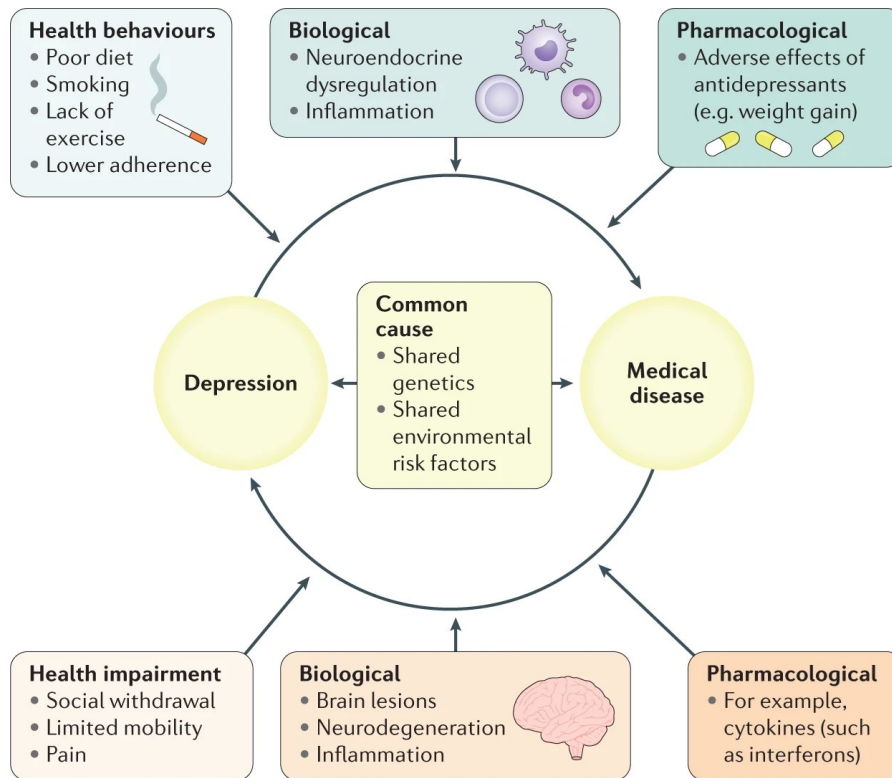 Health behaviours
• Poor diet
• Smoking
• Lack of
exercise
• Lower adherence
Biological
• Neuroendocrine
dysregulation
• Inflammation
Pharmacological
• Adverse effects of
antidepressants
(e.g. weight gain)
Depression
Common
cause
• Shared
genetics
• Shared
environmental
risk factors
Medical
disease
Health impairment
• Social withdrawal
• Limited mobility
• Pain
Biological
• Brain lesions
• Neurodegeneration
• Inflammation
Pharmacological
• For example,
cytokines (such
as interferons)